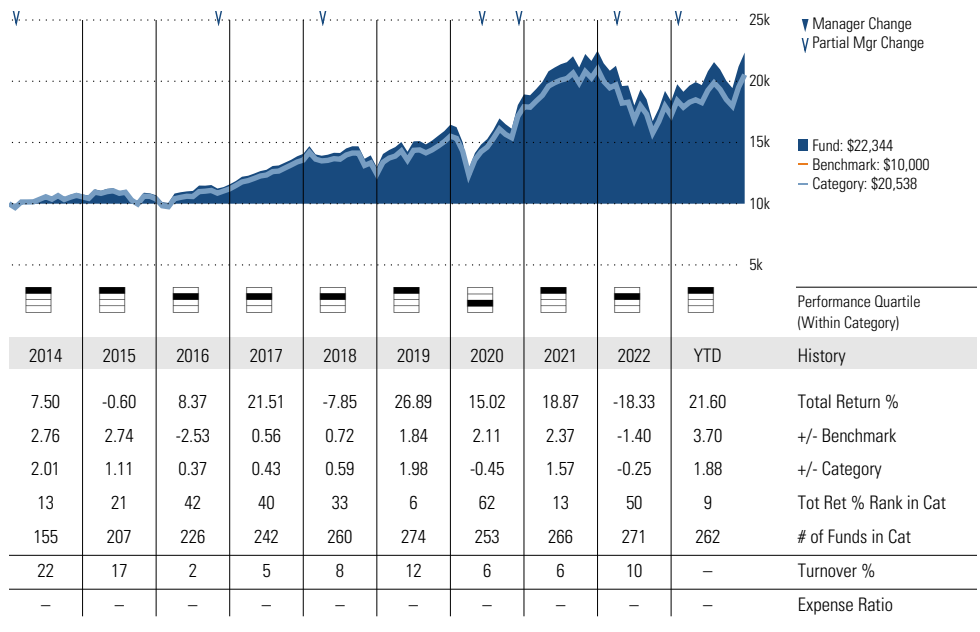 25k
▼ Manager Change
V Partial Mgr Change
20k
15k
Fund: $22,344
Benchmark: $10,000
Category: $20,538
10k
5k
Performance Quartile
(Within Category)
2014 2015 2016 2017 2018 2019 2020 2021 2022 YTD History
7.50 -0.60 8.37 21.51 -7.85 26.89 15.02 18.87 -18.33 21.60 Total Return %
2.76 2.74 -2.53 0.56 0.72 1.84 2.11 2.37 -1.40 3.70 +/- Benchmark
2.01 1.11 0.37 0.43 0.59 1.98 -0.45 1.57 -0.25 1.88 +/- Category
13 21 42 40 33 6 62 13 50 9 Tot Ret % Rank in Cat
155 207 226 242 260 274 253 266 271 262 # of Funds in Cat
22 17 2 5 8 12 6 6 10 – Turnover %
– – – – – – – – – – Expense Ratio